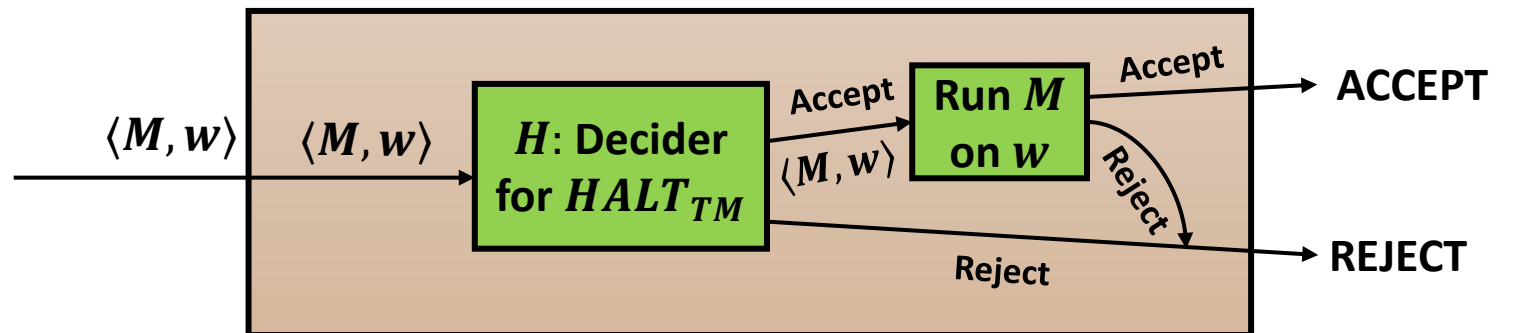 ⟨M, w⟩
⟨M, w⟩
H: Decider
for HALT_TM
Accept
⟨M, w⟩
Run M
on w
Accept
Reject
Reject
ACCEPT
REJECT